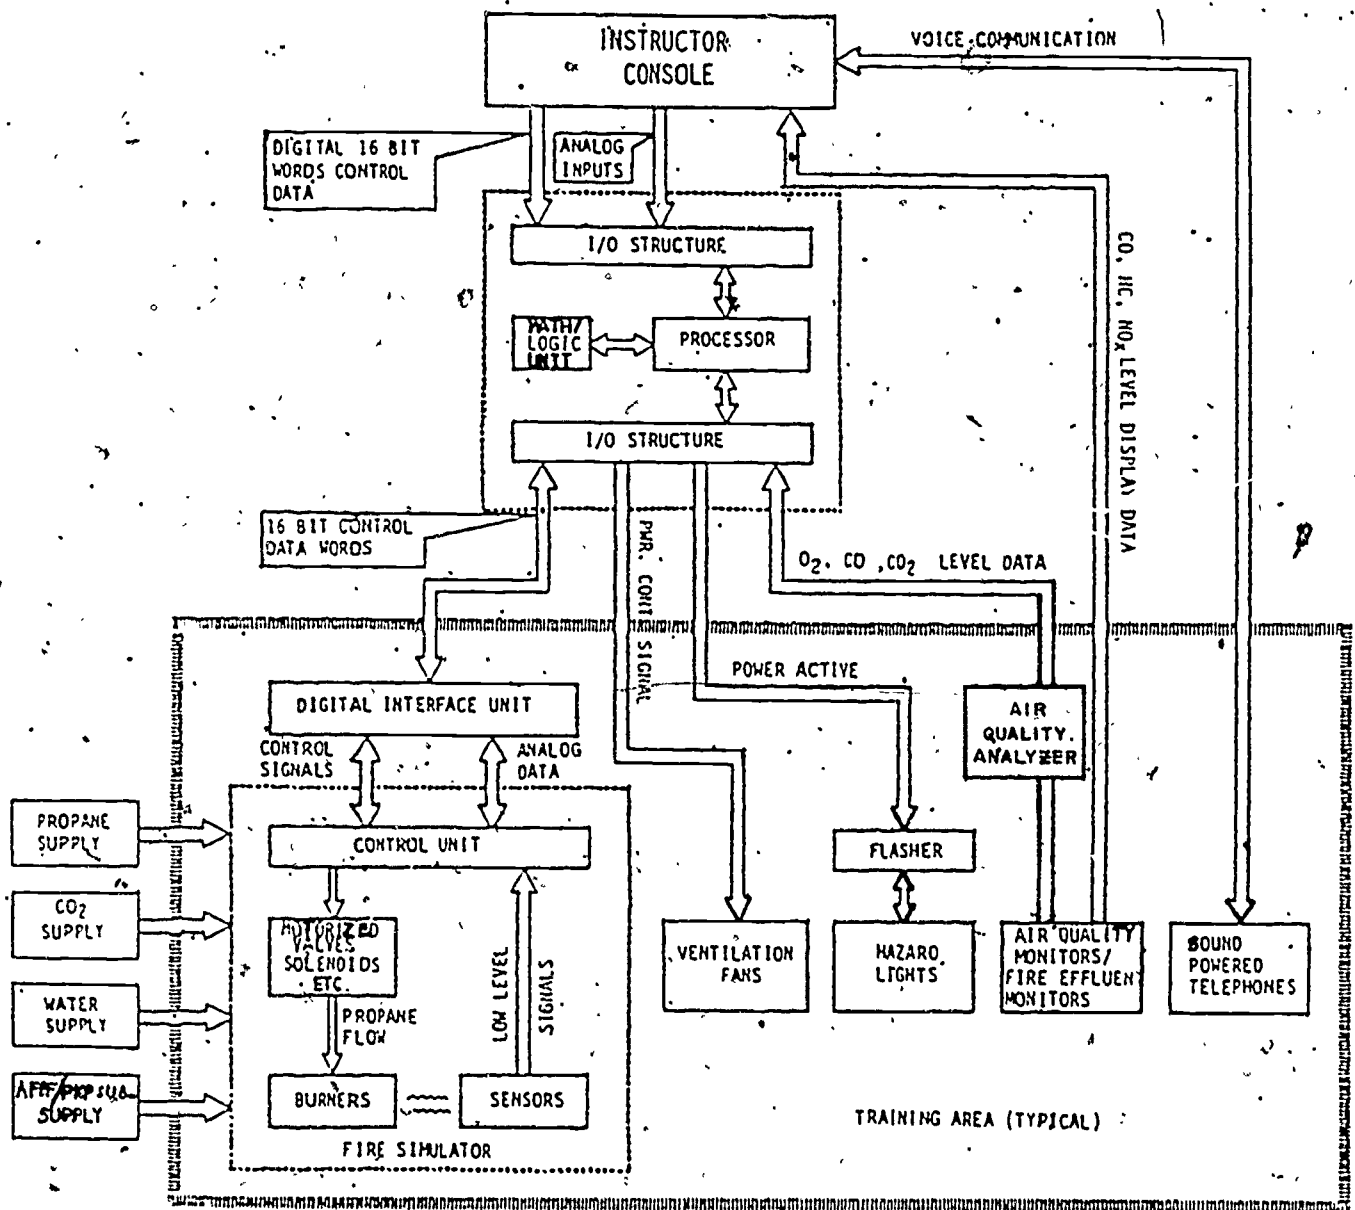 INSTRUCTOR
CONSOLE
VOICE COMMUNICATION
DIGITAL 16 BIT
WORDS CONTROL
DATA
ANALOG
INPUTS
I/O STRUCTURE
MATH/
LOGIC
UNIT
PROCESSOR
I/O STRUCTURE
16 BIT CONTROL
DATA WORDS
PWR. CONT SIGNAL
O2, CO, CO2 LEVEL DATA
CO, HC, NOx LEVEL DISPLAY DATA
POWER ACTIVE
DIGITAL INTERFACE UNIT
AIR
QUALITY
ANALYZER
CONTROL
SIGNALS
ANALOG
DATA
PROPANE
SUPPLY
CONTROL UNIT
FLASHER
CO2
SUPPLY
MOTORIZED
VALVES
SOLENOIDS
ETC.
LOW LEVEL
SIGNALS
VENTILATION
FANS
HAZARD
LIGHTS
AIR QUALITY
MONITORS/
FIRE EFFLUENT
MONITORS
SOUND
POWERED
TELEPHONES
WATER
SUPPLY
PROPANE
FLOW
SUPPLY
BURNERS
SENSORS
FIRE SIMULATOR
TRAINING AREA (TYPICAL)